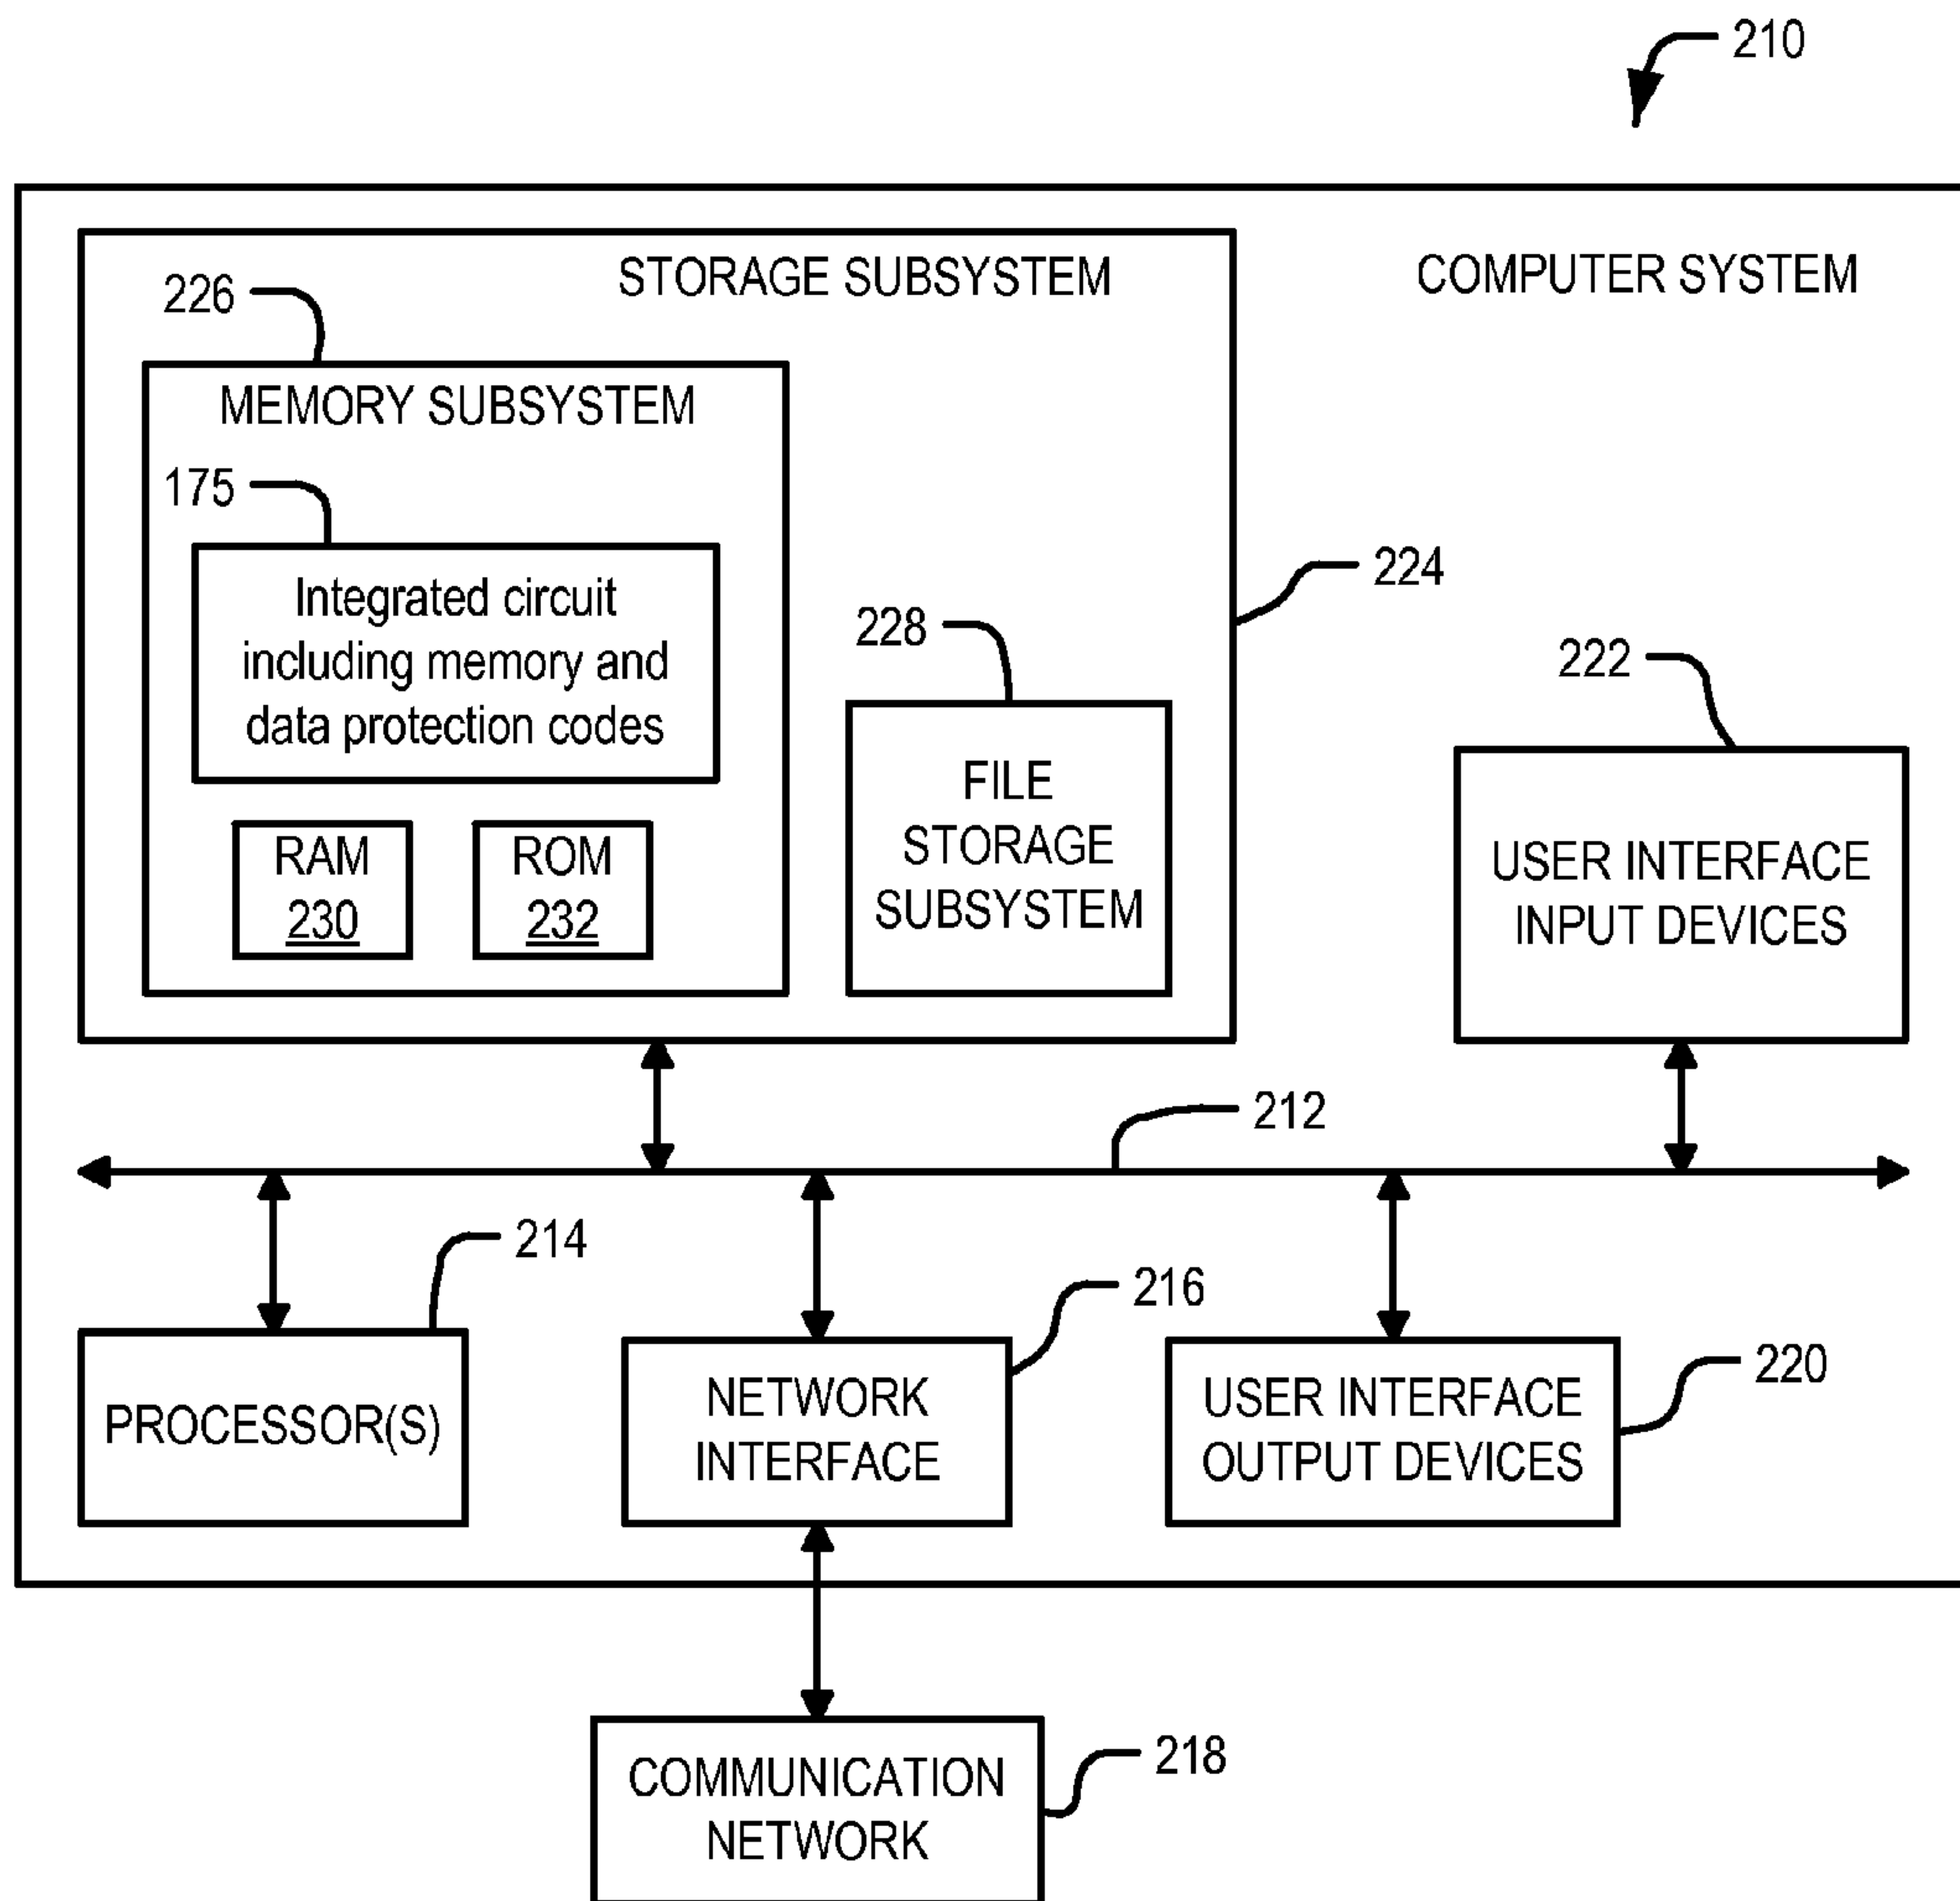 210
STORAGE SUBSYSTEM
COMPUTER SYSTEM
226
MEMORY SUBSYSTEM
175
Integrated circuit
including memory and
data protection codes
RAM
230
ROM
232
228
FILE
STORAGE
SUBSYSTEM
224
222
USER INTERFACE
INPUT DEVICES
212
214
PROCESSOR(S)
216
NETWORK
INTERFACE
220
USER INTERFACE
OUTPUT DEVICES
218
COMMUNICATION
NETWORK